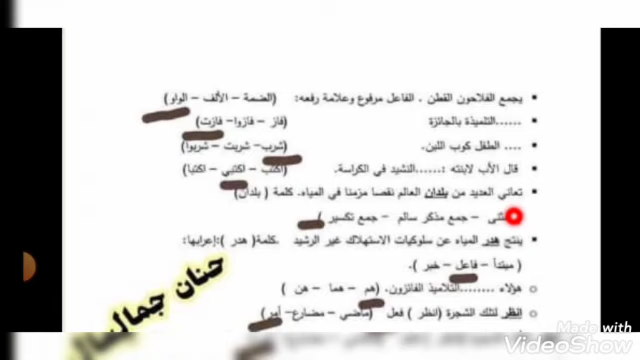 يجمع الفلاحون القطن . الفاعل مرفوع وعلامة رفعه: (الضمة – الألف – الواو)
......التلميذة بالجائزة (فاز – فازوا – فازت)
.... الطفل كوب اللبن. (شرب – شربت – شربوا)
قال الأب لابنته :......النشيد في الكراسة. (اكتب – اكتبي – اكتبا)
تعاني العديد من بلدان العالم نقصا مزمنا في المياه. كلمة ( بلدان)
– جمع مذكر سالم – جمع تكسير )
ينتج هدر المياه عن سلوكيات الاستهلاك غير الرشيد .كلمة( هدر ):إعرابها:
( مبتدأ – فاعل – خبر ).
هؤلاء ........التلاميذ الفائزون. (هم – هما – هن )
انظر لتلك الشجرة (انظر ) فعل (ماضي – مضارع – أمر)
حنان جمال
Made with
VideoShow